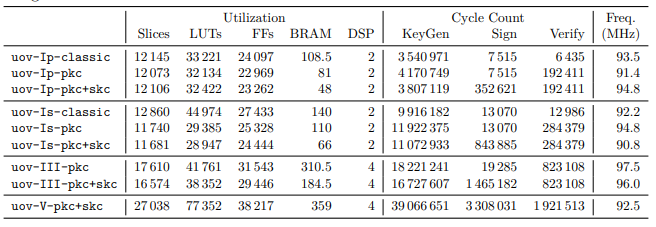 Utilization Cycle Count Freq.
Slices LUTs FFs BRAM DSP KeyGen Sign Verify (MHz)
uov-Ip-classic 12 145 33 221 24 097 108.5 2 3 540 971 7 515 6 435 93.5
uov-Ip-pkc 12 073 32 134 22 969 81 2 4 170 749 7 515 192 411 91.4
uov-Ip-pkc+skc 12 106 32 422 23 262 48 2 3 807 119 352 621 192 411 94.8
uov-Is-classic 12 860 44 974 27 433 140 2 9 916 182 13 070 12 986 92.2
uov-Is-pkc 11 740 29 385 25 328 110 2 11 922 375 13 070 284 379 94.8
uov-Is-pkc+skc 11 681 28 947 24 444 66 2 11 072 933 843 885 284 379 90.8
uov-III-pkc 17 610 41 761 31 543 310.5 4 18 221 241 19 285 823 108 97.5
uov-III-pkc+skc 16 574 38 352 29 446 184.5 4 16 727 607 1 465 182 823 108 96.0
uov-V-pkc+skc 27 038 77 352 38 217 359 4 39 066 651 3 308 031 1 921 513 92.5